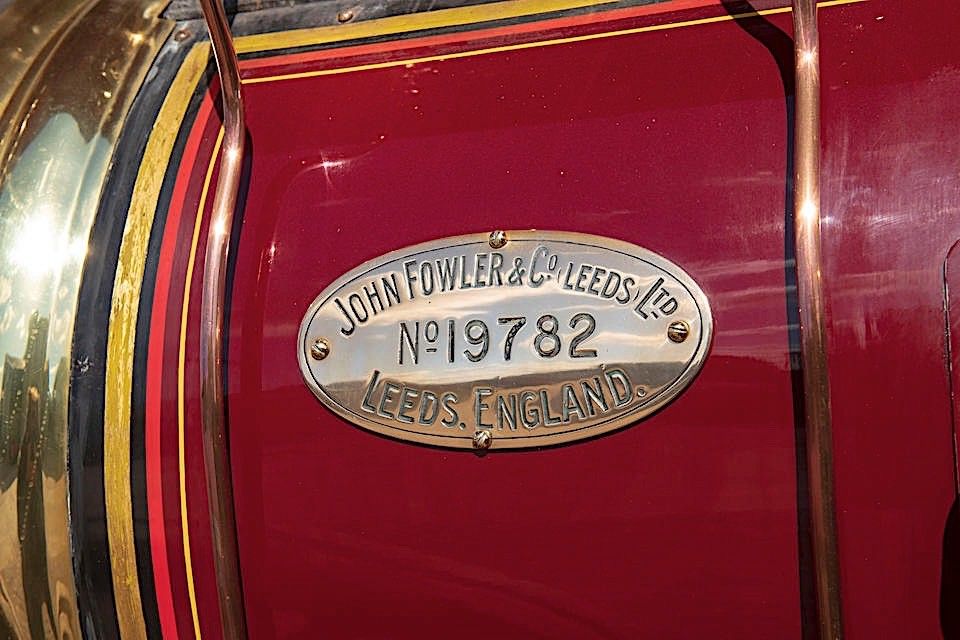 JOHN FOWLER & Cº LEEDS, LTD
Nº 19782
LEEDS. ENGLAND.